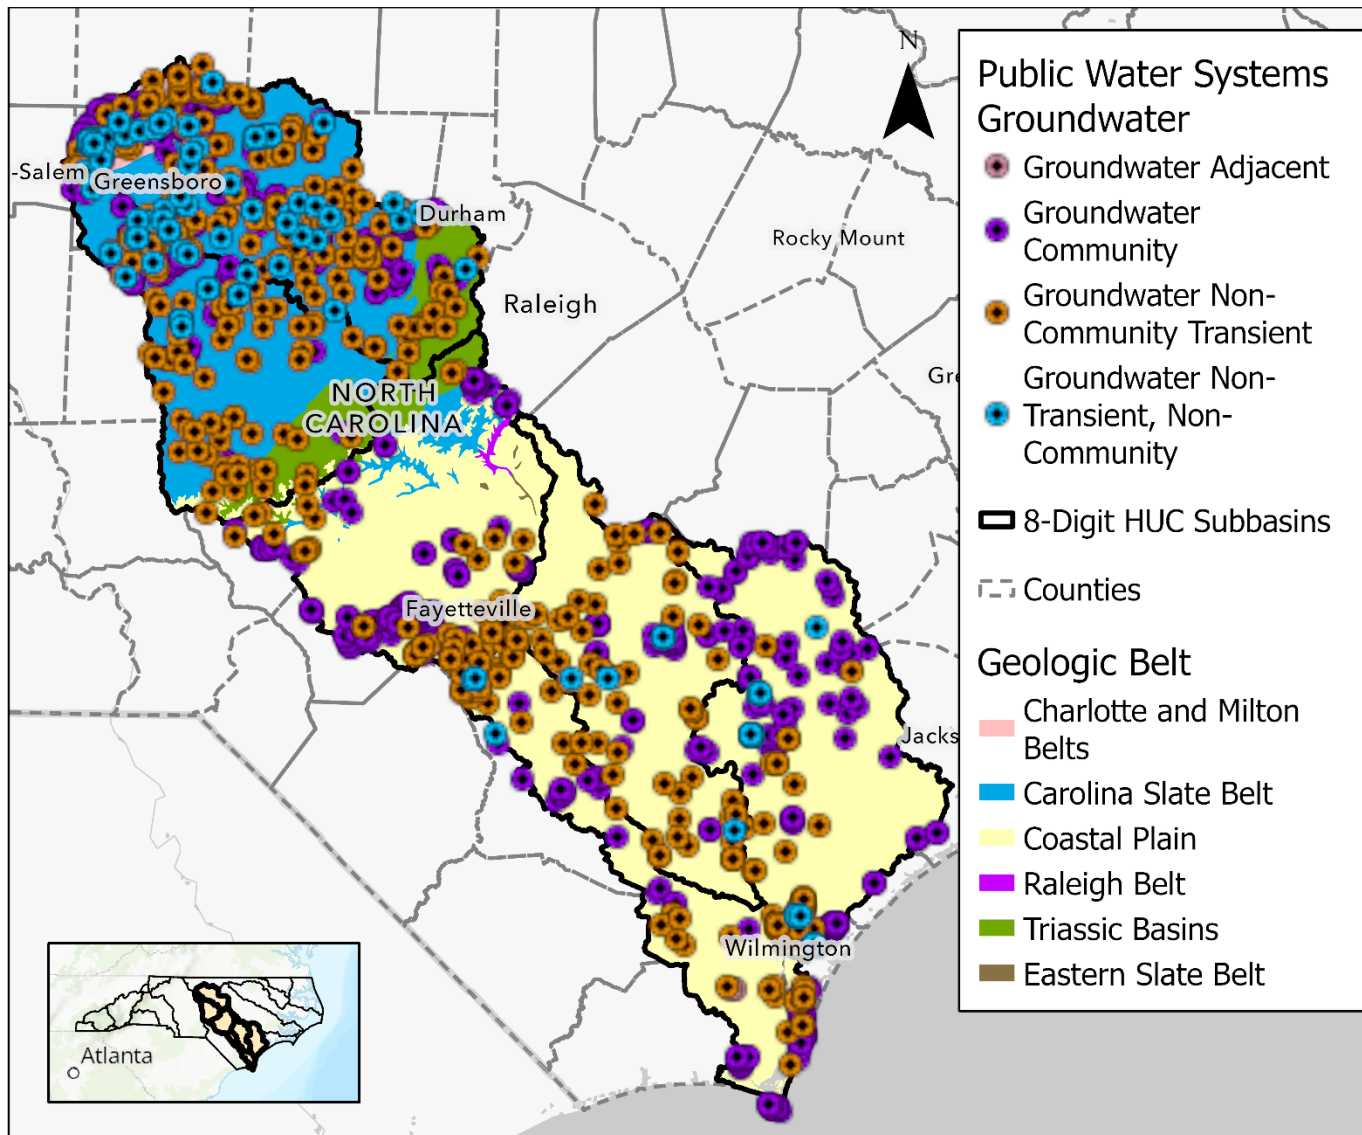 N
-Salem
Greensboro
Durham
Rocky Mount
Raleigh
Gre
NORTH
CAROLINA
Fayetteville
Jacks
Wilmington
Atlanta
Public Water Systems
Groundwater
Groundwater Adjacent
Groundwater
Community
Groundwater Non-
Community Transient
Groundwater Non-
Transient, Non-
Community
8-Digit HUC Subbasins
Counties
Geologic Belt
Charlotte and Milton
Belts
Carolina Slate Belt
Coastal Plain
Raleigh Belt
Triassic Basins
Eastern Slate Belt